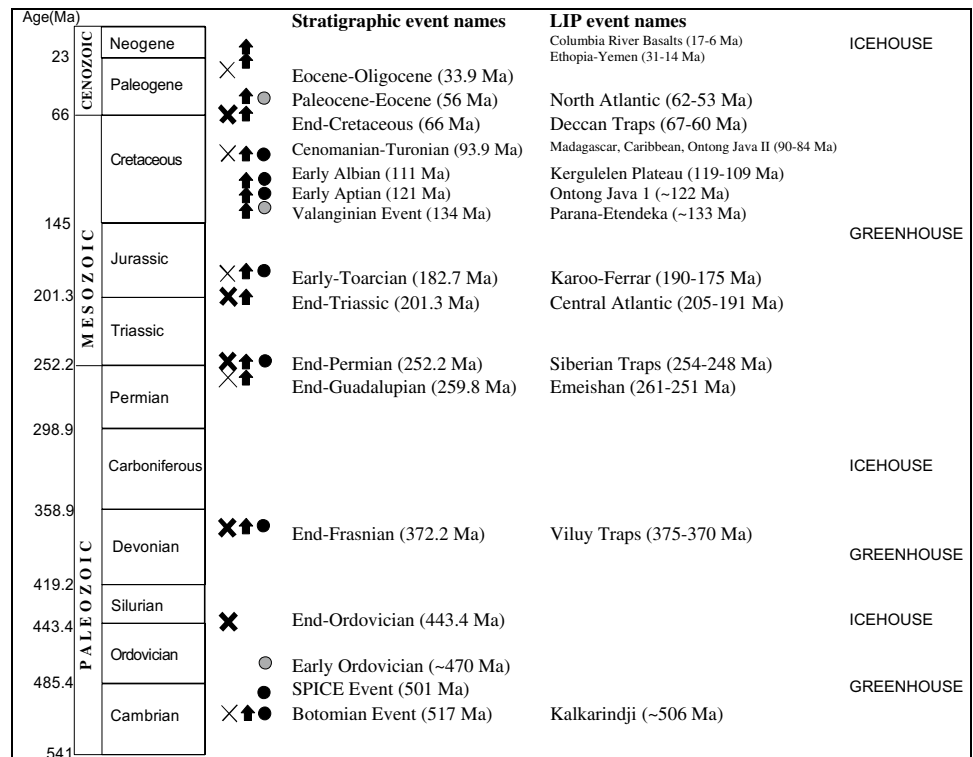 Age(Ma) Stratigraphic event names LIP event names
Neogene Columbia River Basalts (17-6 Ma) ICEHOUSE
23 Ethopia-Yemen (31-14 Ma)
CENOZOIC
Eocene-Oligocene (33.9 Ma)
Paleogene
Paleocene-Eocene (56 Ma) North Atlantic (62-53 Ma)
66 End-Cretaceous (66 Ma) Deccan Traps (67-60 Ma)
Cenomanian-Turonian (93.9 Ma) Madagascar, Caribbean, Ontong Java II (90-84 Ma)
Cretaceous
Early Albian (111 Ma) Kergulelen Plateau (119-109 Ma)
Early Aptian (121 Ma) Ontong Java 1 (~122 Ma)
Valanginian Event (134 Ma) Parana-Etendeka (~133 Ma)
145
GREENHOUSE
MESOZOIC
Jurassic
Early-Toarcian (182.7 Ma) Karoo-Ferrar (190-175 Ma)
201.3 End-Triassic (201.3 Ma) Central Atlantic (205-191 Ma)
Triassic
252.2 End-Permian (252.2 Ma) Siberian Traps (254-248 Ma)
End-Guadalupian (259.8 Ma) Emeishan (261-251 Ma)
Permian
298.9
Carboniferous ICEHOUSE
358.9
End-Frasnian (372.2 Ma) Viluy Traps (375-370 Ma)
Devonian
GREENHOUSE
419.2
PALEOZOIC
Silurian
443.4 End-Ordovician (443.4 Ma) ICEHOUSE
Ordovician
Early Ordovician (~470 Ma)
485.4 SPICE Event (501 Ma) GREENHOUSE
Cambrian Botomian Event (517 Ma) Kalkarindji (~506 Ma)
541